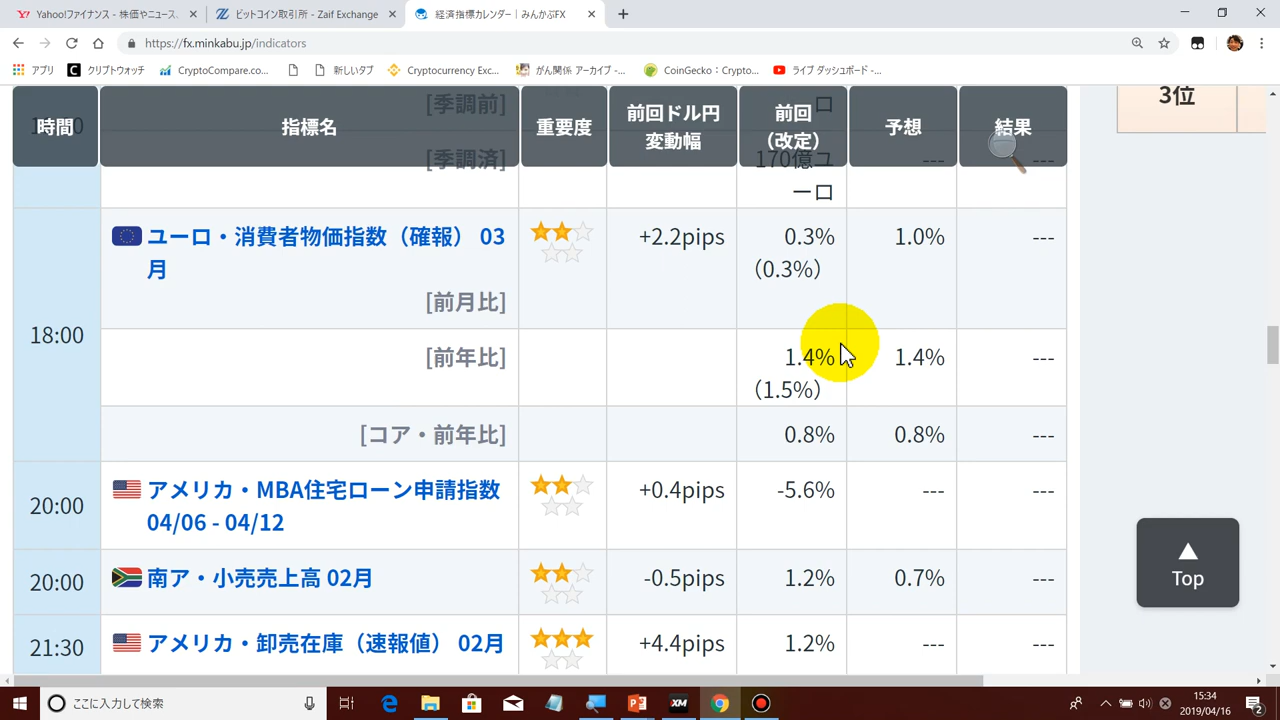 Yahoo!ファイナンス - 株価やニュース、
ビットコイン取引所 - Zaif Exchange
経済指標カレンダー | みんかぶFX
https://fx.minkabu.jp/indicators
アプリ
クリプトウォッチ
CryptoCompare.co...
新しいタブ
Cryptocurrency Exc...
がん関係 アーカイブ -...
CoinGecko : Crypto...
ライブ ダッシュボード -...
3位
時間
指標名
重要度
前回ドル円
変動幅
前回
(改定)
予想
結果
[季調前]
ロ
[季調済]
170億ユ
ーロ
---
---
18:00
ユーロ・消費者物価指数（確報） 03
月
[前月比]
+2.2pips
0.3%
(0.3%)
1.0%
---
[前年比]
1.4%
(1.5%)
1.4%
---
[コア・前年比]
0.8%
0.8%
---
20:00
アメリカ・MBA住宅ローン申請指数
04/06 - 04/12
+0.4pips
-5.6%
---
---
20:00
南ア・小売売上高 02月
-0.5pips
1.2%
0.7%
---
21:30
アメリカ・卸売在庫（速報値） 02月
+4.4pips
1.2%
---
---
Top
ここに入力して検索
XM
15:34
2019/04/16
2